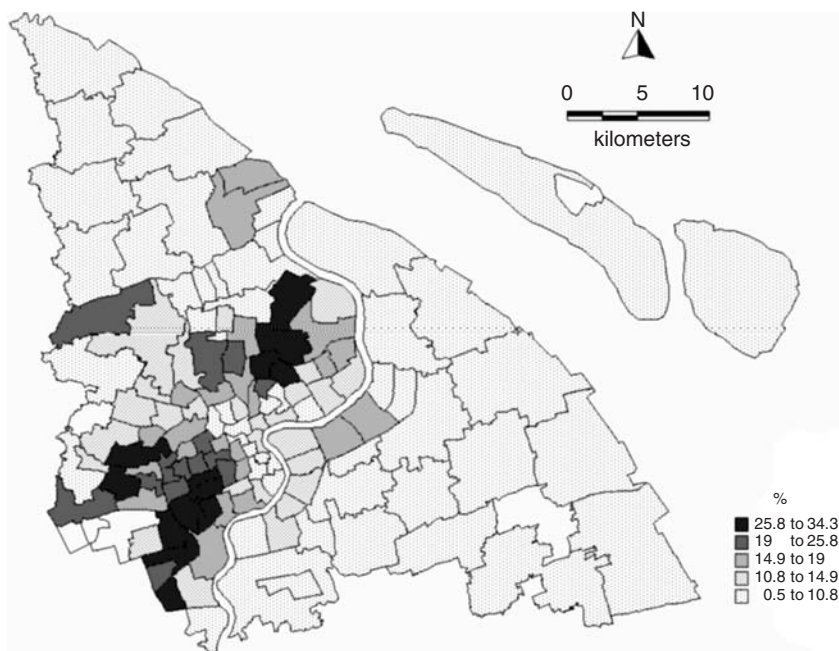 N
0 5 10
kilometers
%
25.8 to 34.3
19 to 25.8
14.9 to 19
10.8 to 14.9
0.5 to 10.8